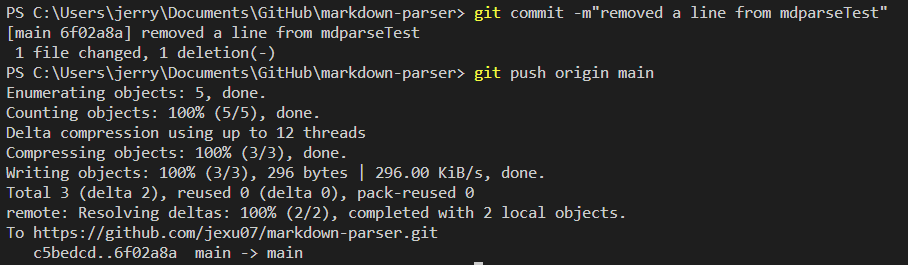 PS C:\Users\jerry\Documents\GitHub\markdown-parser> git commit -m"removed a line from mdparseTest"
[main 6f02a8a] removed a line from mdparseTest
 1 file changed, 1 deletion(-)
PS C:\Users\jerry\Documents\GitHub\markdown-parser> git push origin main
Enumerating objects: 5, done.
Counting objects: 100% (5/5), done.
Delta compression using up to 12 threads
Compressing objects: 100% (3/3), done.
Writing objects: 100% (3/3), 296 bytes | 296.00 KiB/s, done.
Total 3 (delta 2), reused 0 (delta 0), pack-reused 0
remote: Resolving deltas: 100% (2/2), completed with 2 local objects.
To https://github.com/jexu07/markdown-parser.git
   c5bedcd..6f02a8a  main -> main